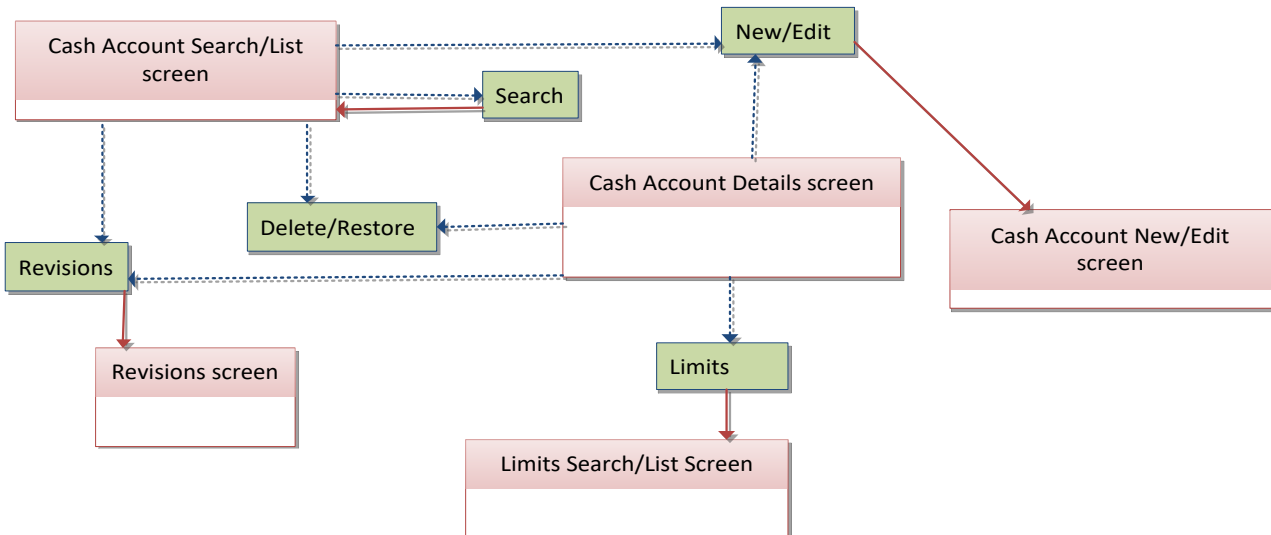 Cash Account Search/List
screen
New/Edit
Search
Cash Account Details screen
Delete/Restore
Cash Account New/Edit
screen
Revisions
Revisions screen
Limits
Limits Search/List Screen